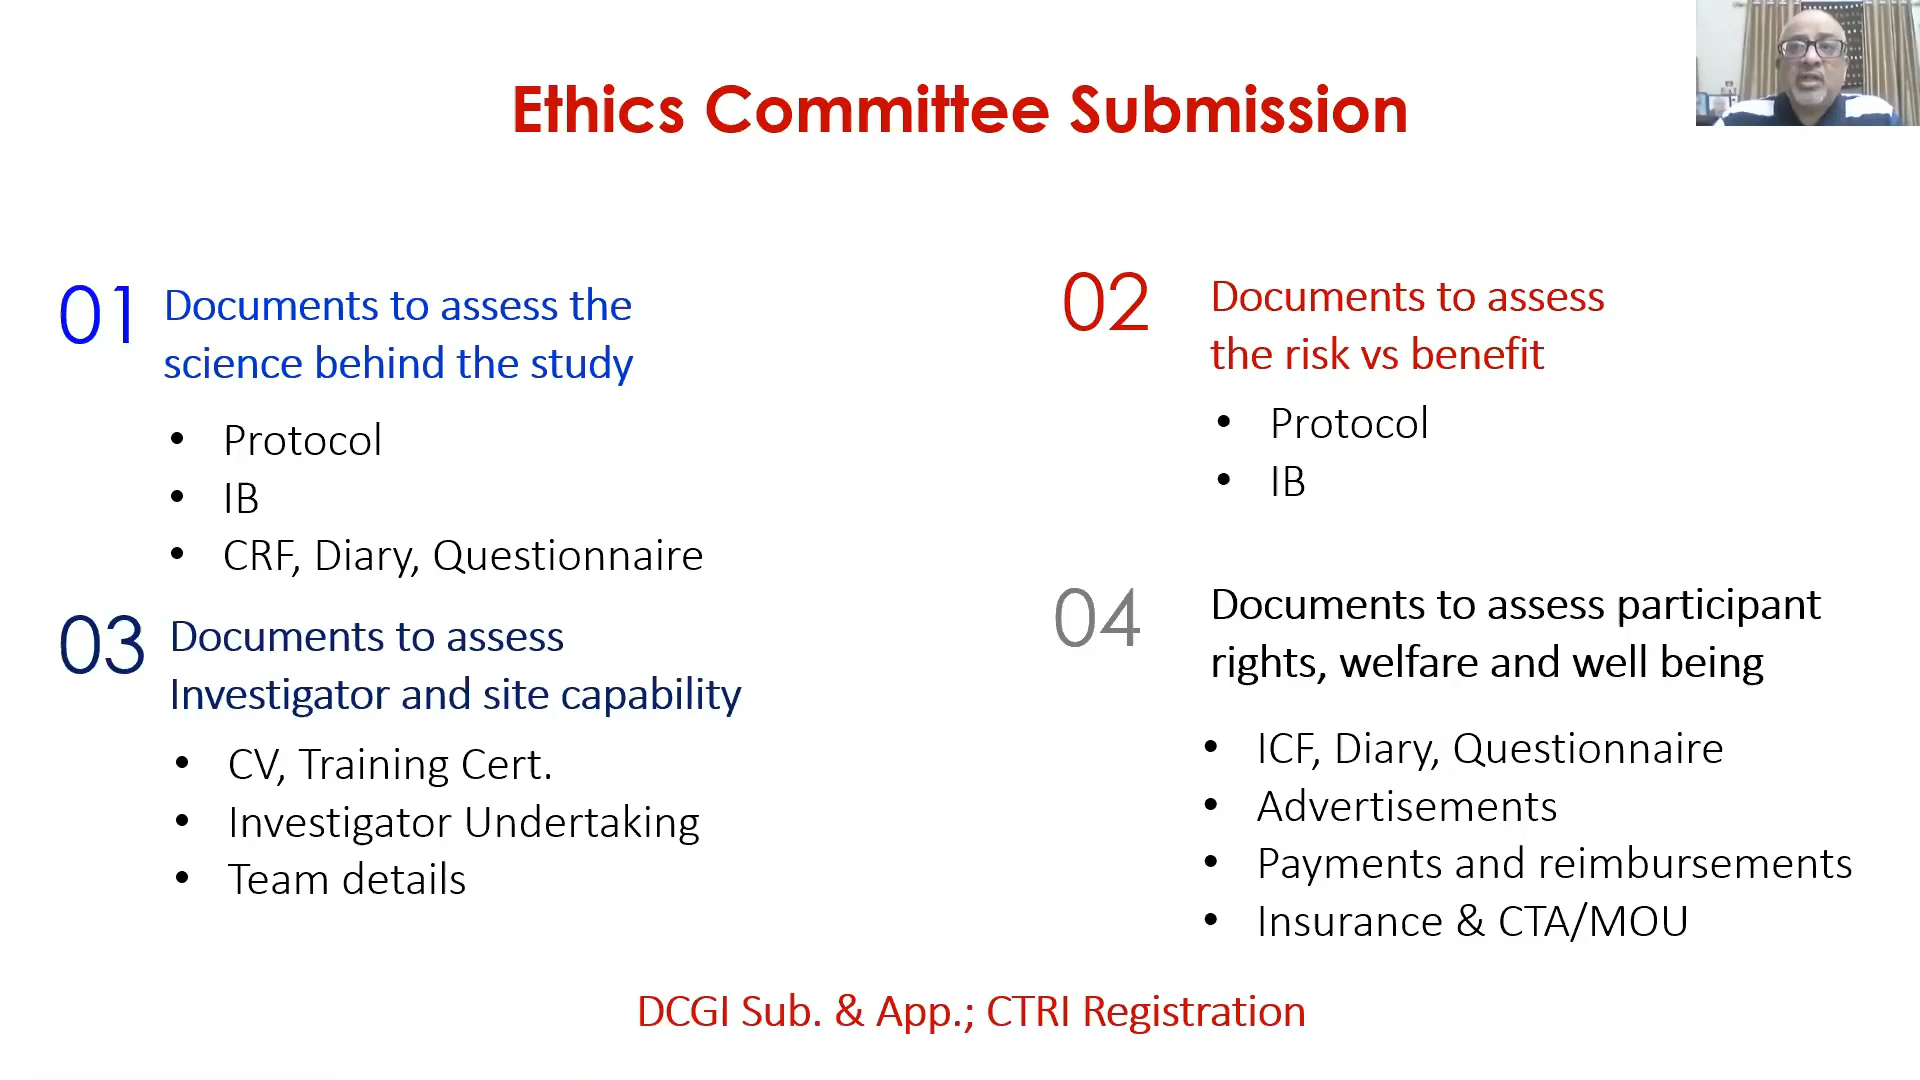 Ethics Committee Submission
01
Documents to assess the
science behind the study
• Protocol
• IB
• CRF, Diary, Questionnaire
02
Documents to assess
the risk vs benefit
• Protocol
• IB
03
Documents to assess
Investigator and site capability
• CV, Training Cert.
• Investigator Undertaking
• Team details
04
Documents to assess participant
rights, welfare and well being
• ICF, Diary, Questionnaire
• Advertisements
• Payments and reimbursements
• Insurance & CTA/MOU
DCGI Sub. & App.; CTRI Registration